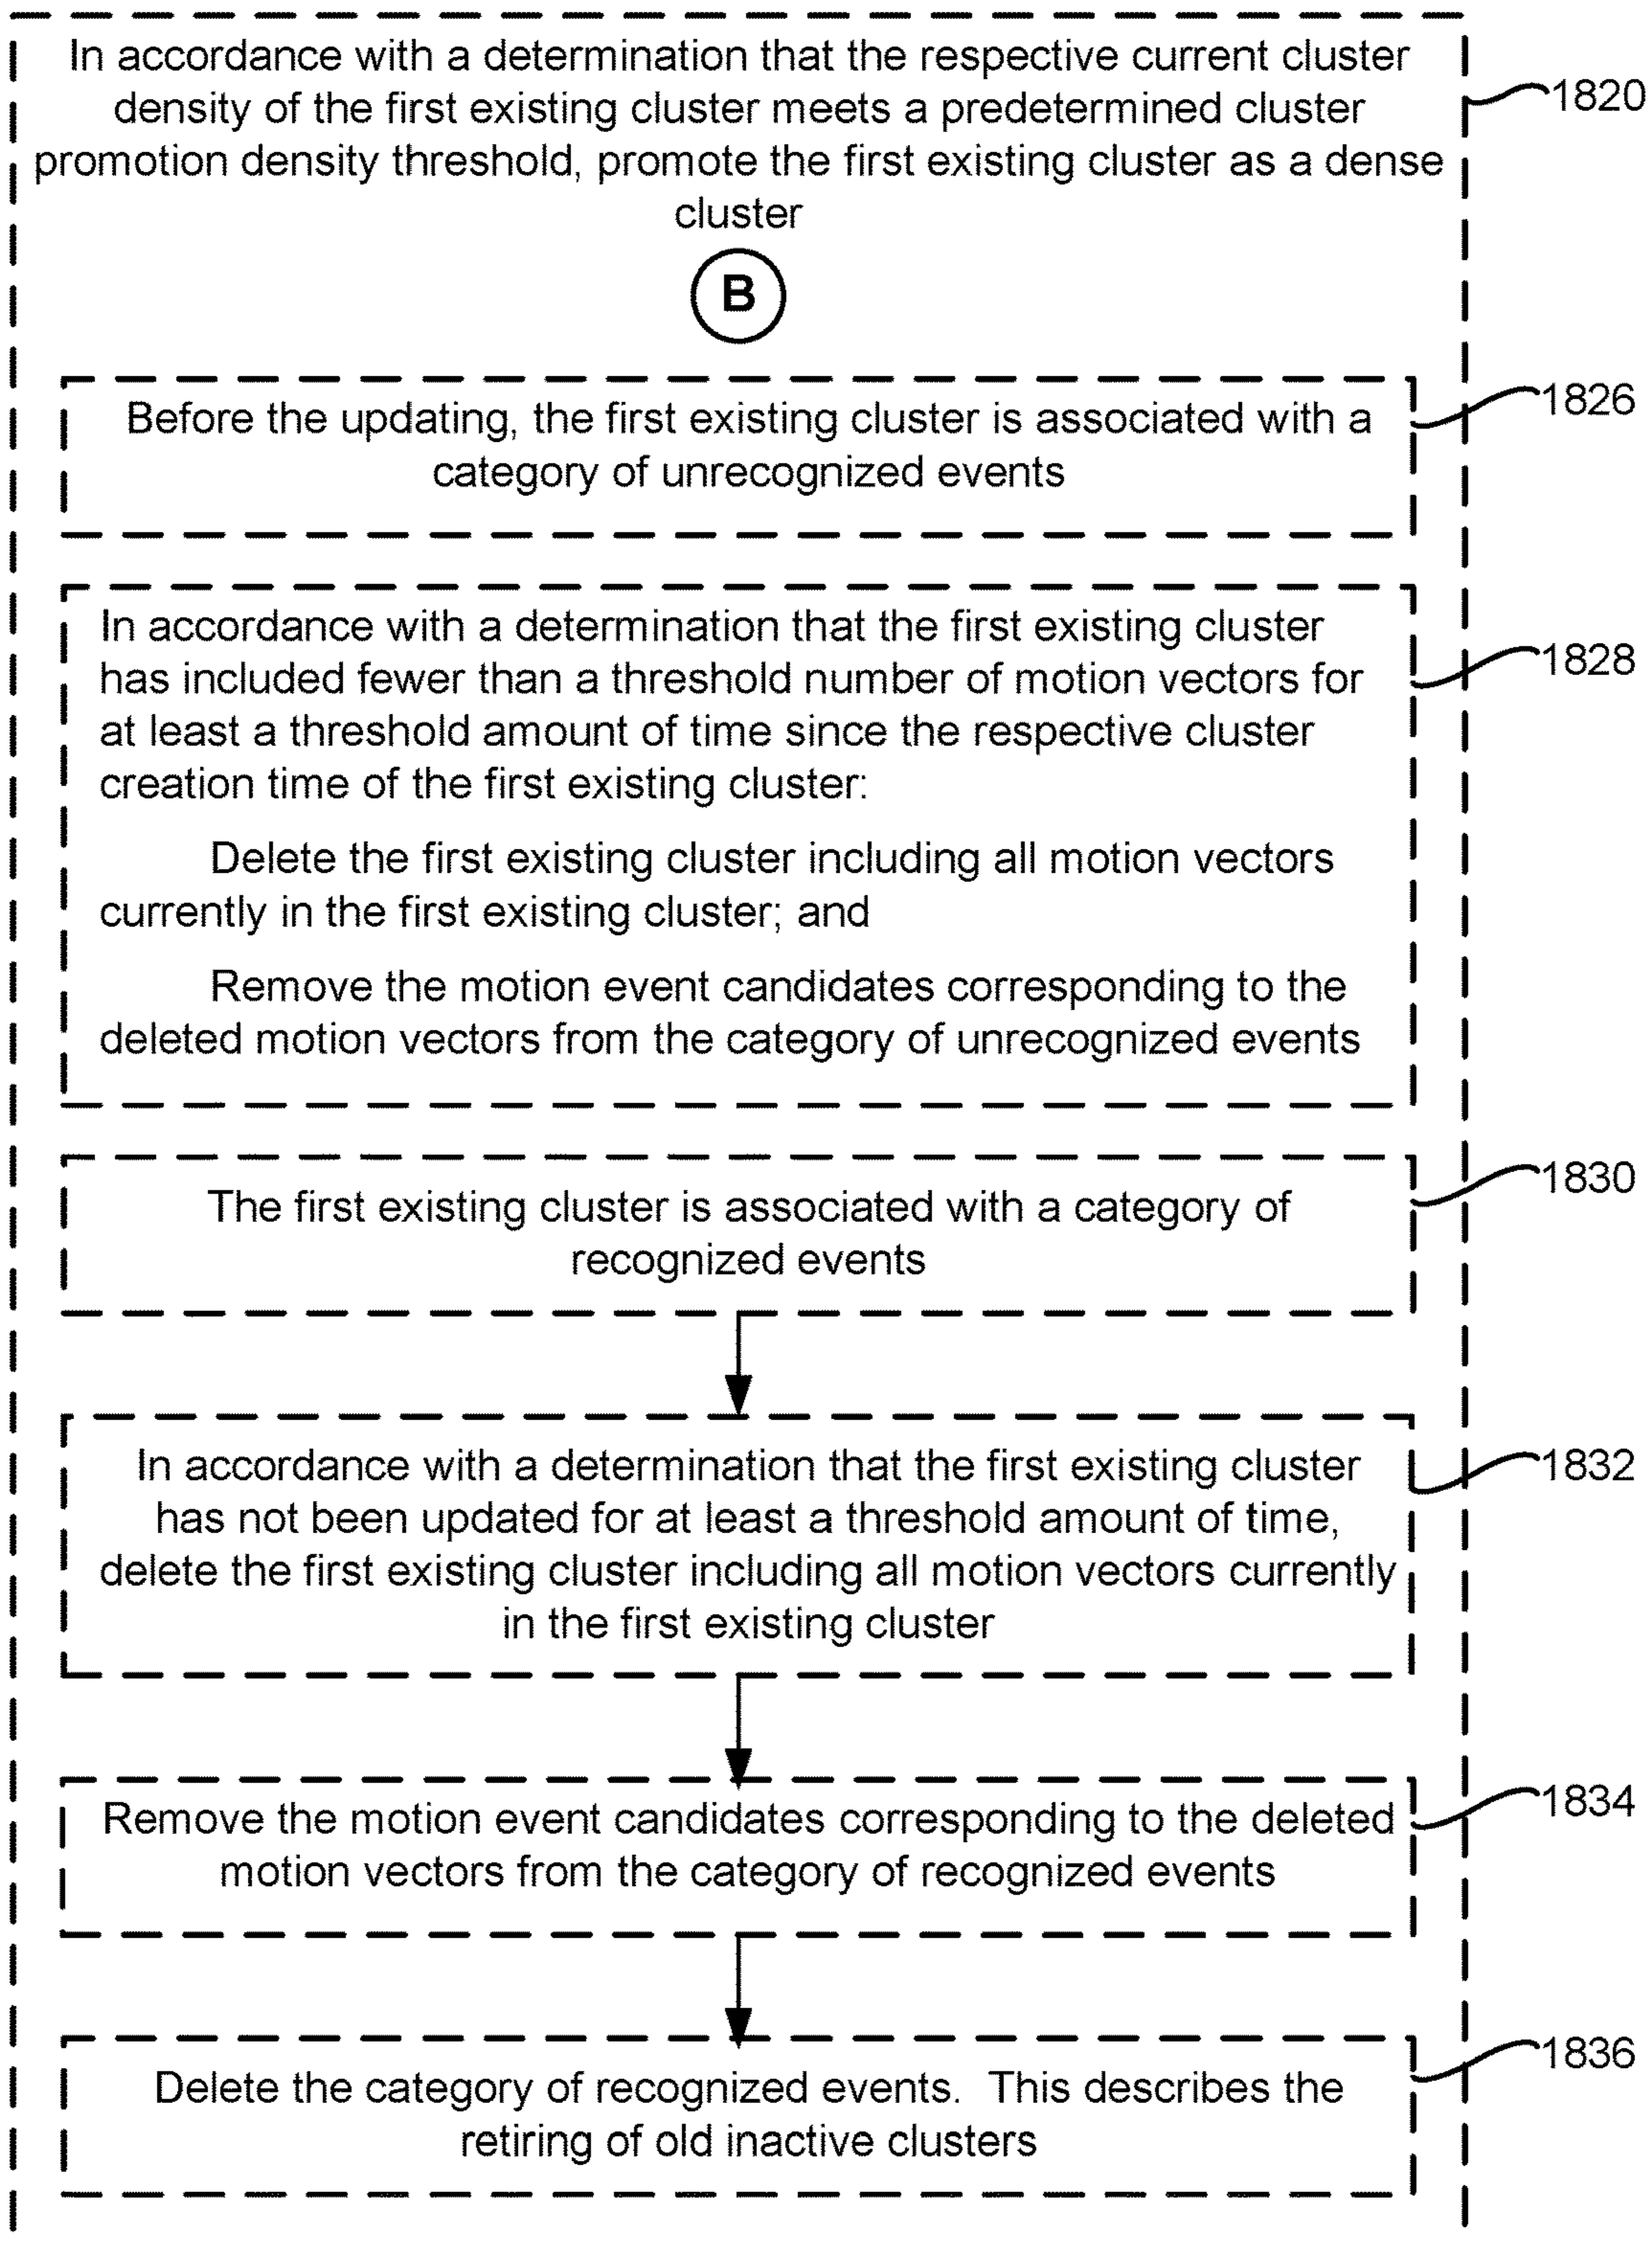 In accordance with a determination that the respective current cluster
density of the first existing cluster meets a predetermined cluster
promotion density threshold, promote the first existing cluster as a dense
cluster
1820
B
Before the updating, the first existing cluster is associated with a
category of unrecognized events
1826
In accordance with a determination that the first existing cluster
has included fewer than a threshold number of motion vectors for
at least a threshold amount of time since the respective cluster
creation time of the first existing cluster:
Delete the first existing cluster including all motion vectors
currently in the first existing cluster; and
Remove the motion event candidates corresponding to the
deleted motion vectors from the category of unrecognized events
1828
The first existing cluster is associated with a category of
recognized events
1830
In accordance with a determination that the first existing cluster
has not been updated for at least a threshold amount of time,
delete the first existing cluster including all motion vectors currently
in the first existing cluster
1832
Remove the motion event candidates corresponding to the deleted
motion vectors from the category of recognized events
1834
Delete the category of recognized events.  This describes the
retiring of old inactive clusters
1836